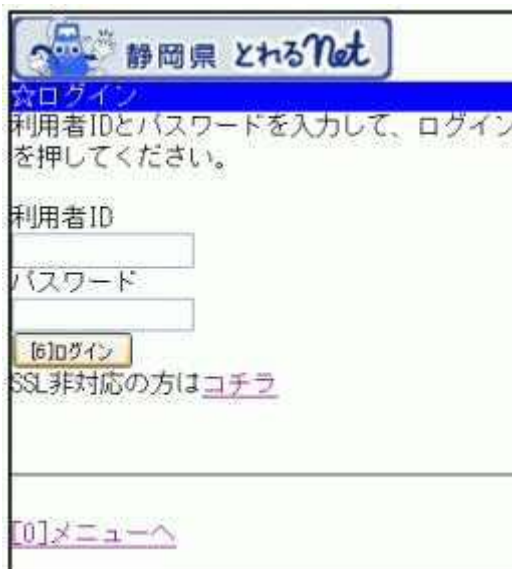 静岡県 とれるnet
☆ログイン
利用者IDとパスワードを入力して、ログイン
を押してください。
利用者ID
パスワード
[6]ログイン
SSL非対応の方はコチラ
[0]メニューへ